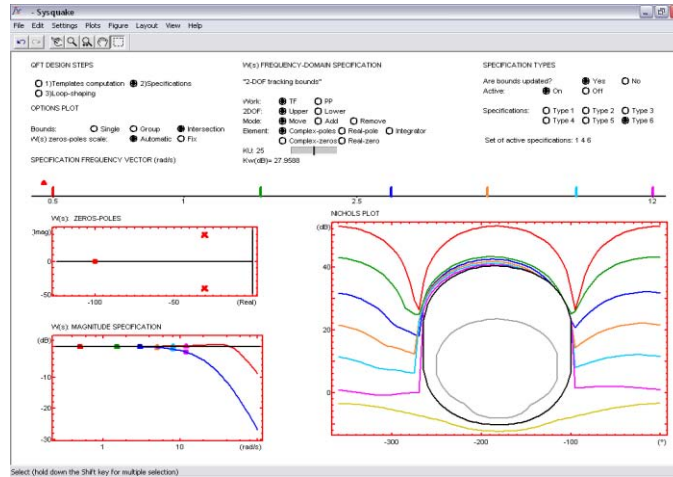 - Sysquake
File Edit Settings Plots Figure Layout View Help
QFT DESIGN STEPS
1)Templates computation 2)Specifications
3)Loop-shaping
OPTIONS PLOT
Bounds: Single Group Intersection
W(s) zeros-poles scale: Automatic Fix
SPECIFICATION FREQUENCY VECTOR (rad/s):
W(s) FREQUENCY-DOMAIN SPECIFICATION
"2-DOF tracking bounds"
Work: TF PP
2DOF: Upper Lower
Mode: Move Add Remove
Element: Complex-poles Real-pole Integrator
Complex-zeros Real-zero
KU: 25
Kw(dB)= 27.9588
SPECIFICATION TYPES
Are bounds updated? Yes No
Active: On Off
Specifications: Type 1 Type 2 Type 3
Type 4 Type 5 Type 6
Set of active specifications: 1 4 6
0.5 1 2.5 12
W(s): ZEROS-POLES
(Imag)
0
-50
-100 -50 (Real)
W(s): MAGNITUDE SPECIFICATION
(dB)
-10
-20
-30
1 10 (rad/s)
NICHOLS PLOT
(dB)
40
20
0
-300 -200 -100 (°)
Select (hold down the Shift key for multiple selection)